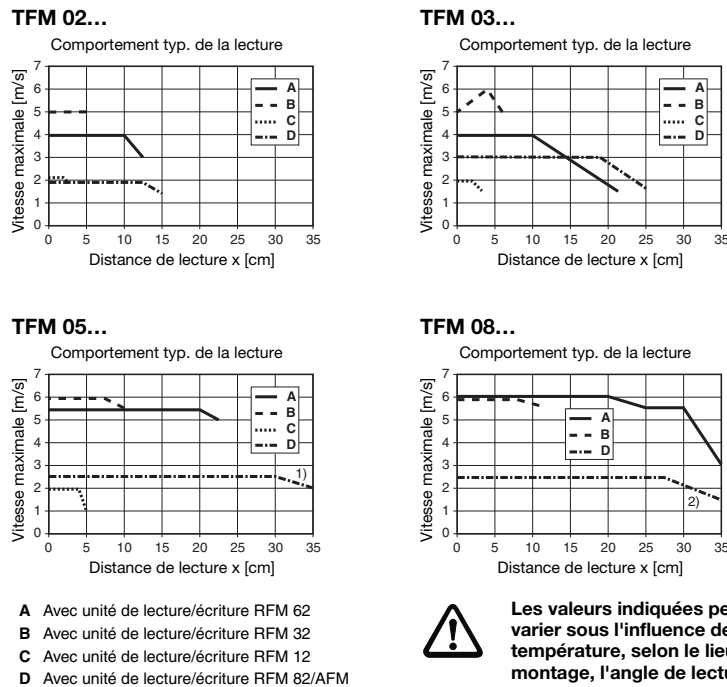 TFM 02…
Comportement typ. de la lecture
Vitesse maximale [m/s]
7
6
5
4
3
2
1
0
A
B
C
D
0 5 10 15 20 25 30 35
Distance de lecture x [cm]
TFM 03…
Comportement typ. de la lecture
Vitesse maximale [m/s]
7
6
5
4
3
2
1
0
A
B
C
D
0 5 10 15 20 25 30 35
Distance de lecture x [cm]
TFM 05…
Comportement typ. de la lecture
Vitesse maximale [m/s]
7
6
5
4
3
2
1
0
A
B
C
D
1)
0 5 10 15 20 25 30 35
Distance de lecture x [cm]
TFM 08…
Comportement typ. de la lecture
Vitesse maximale [m/s]
7
6
5
4
3
2
1
0
A
B
D
2)
0 5 10 15 20 25 30 35
Distance de lecture x [cm]
A Avec unité de lecture/écriture RFM 62
B Avec unité de lecture/écriture RFM 32
C Avec unité de lecture/écriture RFM 12
D Avec unité de lecture/écriture RFM 82/AFM
Les valeurs indiquées pe
varier sous l'influence de
température, selon le lieu
montage, l'angle de lectr